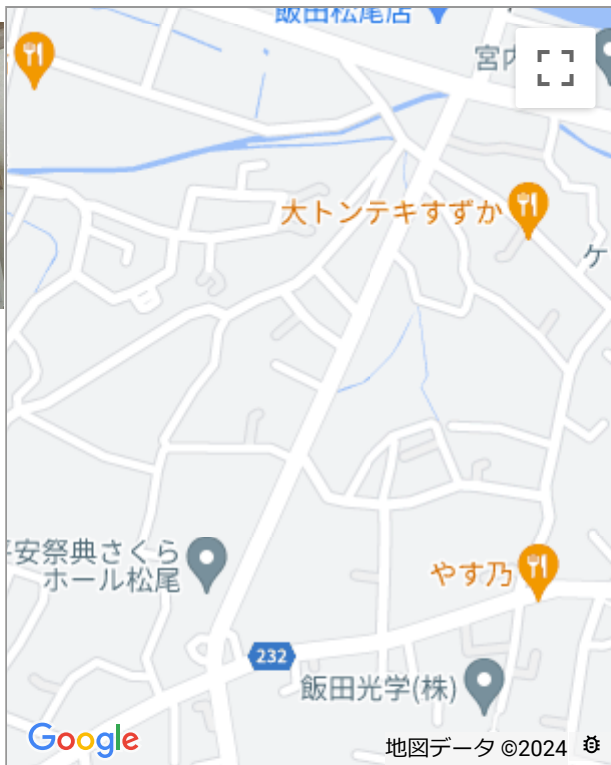 飯田松尾店
宮内
大トンテキすずか
ケ
安祭典さくら
ホール松尾
やす乃
232
飯田光学(株)
Google
地図データ ©2024